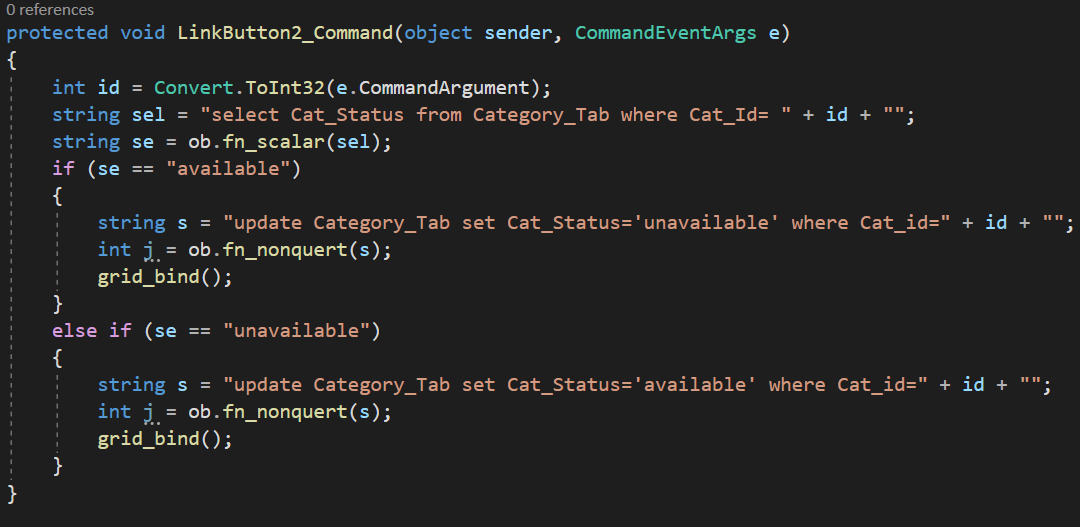 0 references
protected void LinkButton2_Command(object sender, CommandEventArgs e)
{
    int id = Convert.ToInt32(e.CommandArgument);
    string sel = "select Cat_Status from Category_Tab where Cat_Id= " + id + "";
    string se = ob.fn_scalar(sel);
    if (se == "available")
    {
        string s = "update Category_Tab set Cat_Status='unavailable' where Cat_id=" + id + "";
        int j = ob.fn_nonquert(s);
        grid_bind();
    }
    else if (se == "unavailable")
    {
        string s = "update Category_Tab set Cat_Status='available' where Cat_id=" + id + "";
        int j = ob.fn_nonquert(s);
        grid_bind();
    }
}